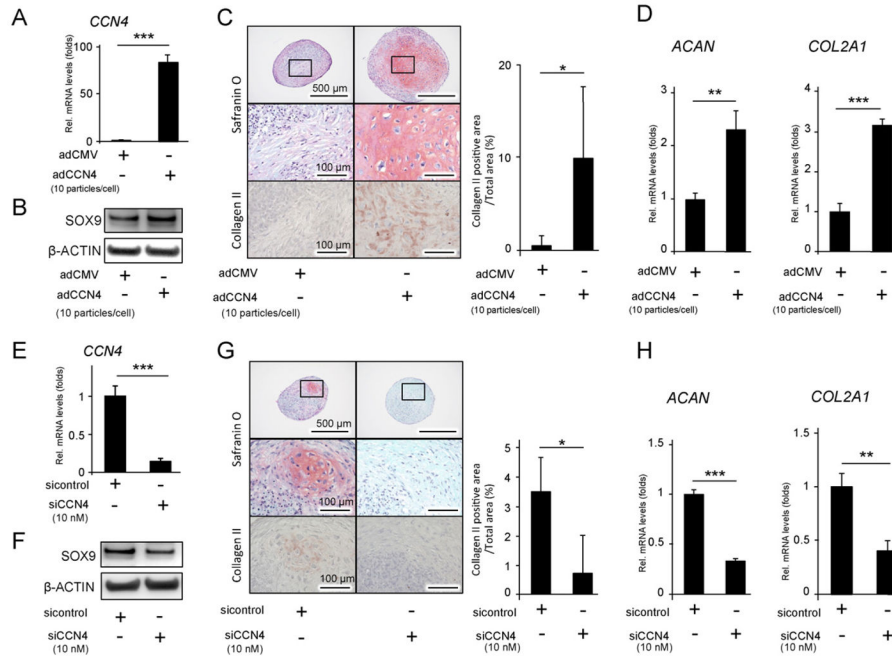 A
CCN4
Rel. mRNA levels (folds)
100
75
50
25
0
***
adCMV + -
adCCN4 - +
(10 particles/cell)
B
SOX9
β-ACTIN
adCMV + -
adCCN4 - +
(10 particles/cell)
C
Safranin O
500 μm
100 μm
Collagen II
100 μm
adCMV + -
adCCN4 - +
Collagen II positive area
/Total area (%)
20
10
0
*
adCMV + -
adCCN4 - +
(10 particles/cell)
D
ACAN
Rel. mRNA levels (folds)
3
2
1
0
**
adCMV + -
adCCN4 - +
(10 particles/cell)
COL2A1
Rel. mRNA levels (folds)
4
3
2
1
0
***
adCMV + -
adCCN4 - +
(10 particles/cell)
E
CCN4
Rel. mRNA levels (folds)
1
0.5
0
***
sicontrol + -
siCCN4 - +
(10 nM)
F
SOX9
β-ACTIN
sicontrol + -
siCCN4 - +
(10 nM)
G
Safranin O
500 μm
100 μm
Collagen II
100 μm
sicontrol + -
siCCN4 - +
(10 nM)
Collagen II positive area
/Total area (%)
5
4
3
2
1
0
*
sicontrol + -
siCCN4 - +
(10 nM)
H
ACAN
Rel. mRNA levels (folds)
1.5
1
0.5
0
***
sicontrol + -
siCCN4 - +
(10 nM)
COL2A1
Rel. mRNA levels (folds)
1.5
1
0.5
0
**
sicontrol + -
siCCN4 - +
(10 nM)